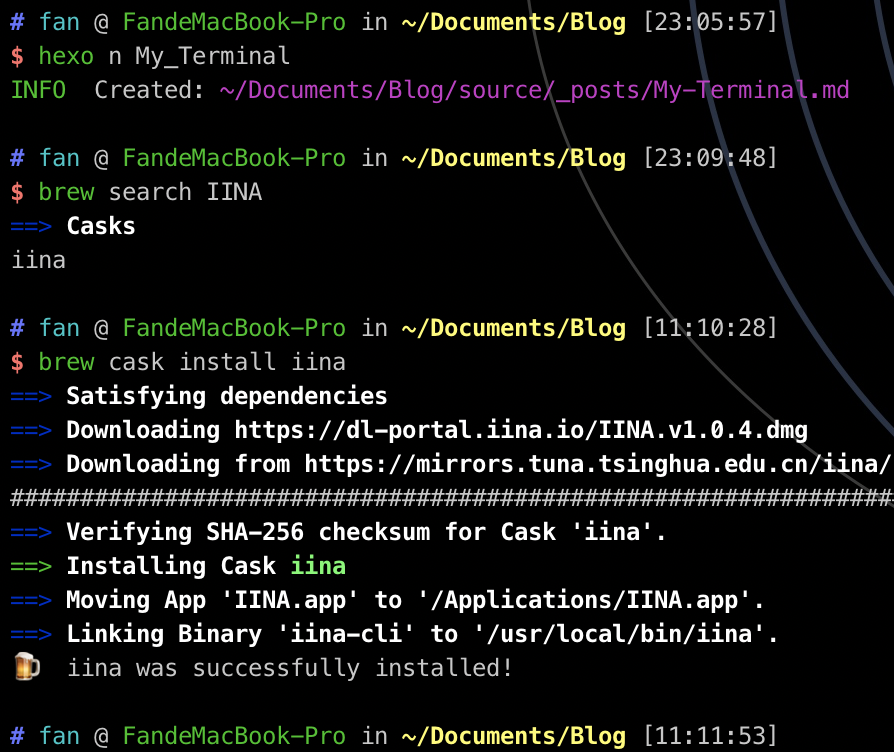 # fan @ FandeMacBook-Pro in ~/Documents/Blog [23:05:57]
$ hexo n My_Terminal
INFO  Created: ~/Documents/Blog/source/_posts/My-Terminal.md
# fan @ FandeMacBook-Pro in ~/Documents/Blog [23:09:48]
$ brew search IINA
==> Casks
iina
# fan @ FandeMacBook-Pro in ~/Documents/Blog [11:10:28]
$ brew cask install iina
==> Satisfying dependencies
==> Downloading https://dl-portal.iina.io/IINA.v1.0.4.dmg
==> Downloading from https://mirrors.tuna.tsinghua.edu.cn/iina/
###############################################################
==> Verifying SHA-256 checksum for Cask 'iina'.
==> Installing Cask iina
==> Moving App 'IINA.app' to '/Applications/IINA.app'.
==> Linking Binary 'iina-cli' to '/usr/local/bin/iina'.
🍺  iina was successfully installed!
# fan @ FandeMacBook-Pro in ~/Documents/Blog [11:11:53]